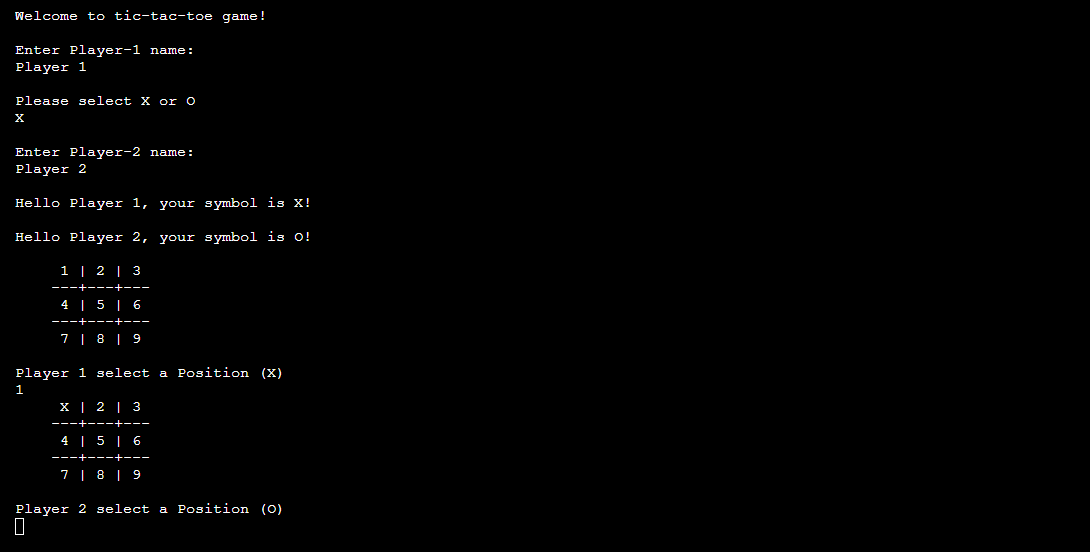 Welcome to tic-tac-toe game!
Enter Player-1 name:
Player 1
Please select X or O
X
Enter Player-2 name:
Player 2
Hello Player 1, your symbol is X!
Hello Player 2, your symbol is O!
1 | 2 | 3
---+---+---
4 | 5 | 6
---+---+---
7 | 8 | 9
Player 1 select a Position (X)
1
X | 2 | 3
---+---+---
4 | 5 | 6
---+---+---
7 | 8 | 9
Player 2 select a Position (O)